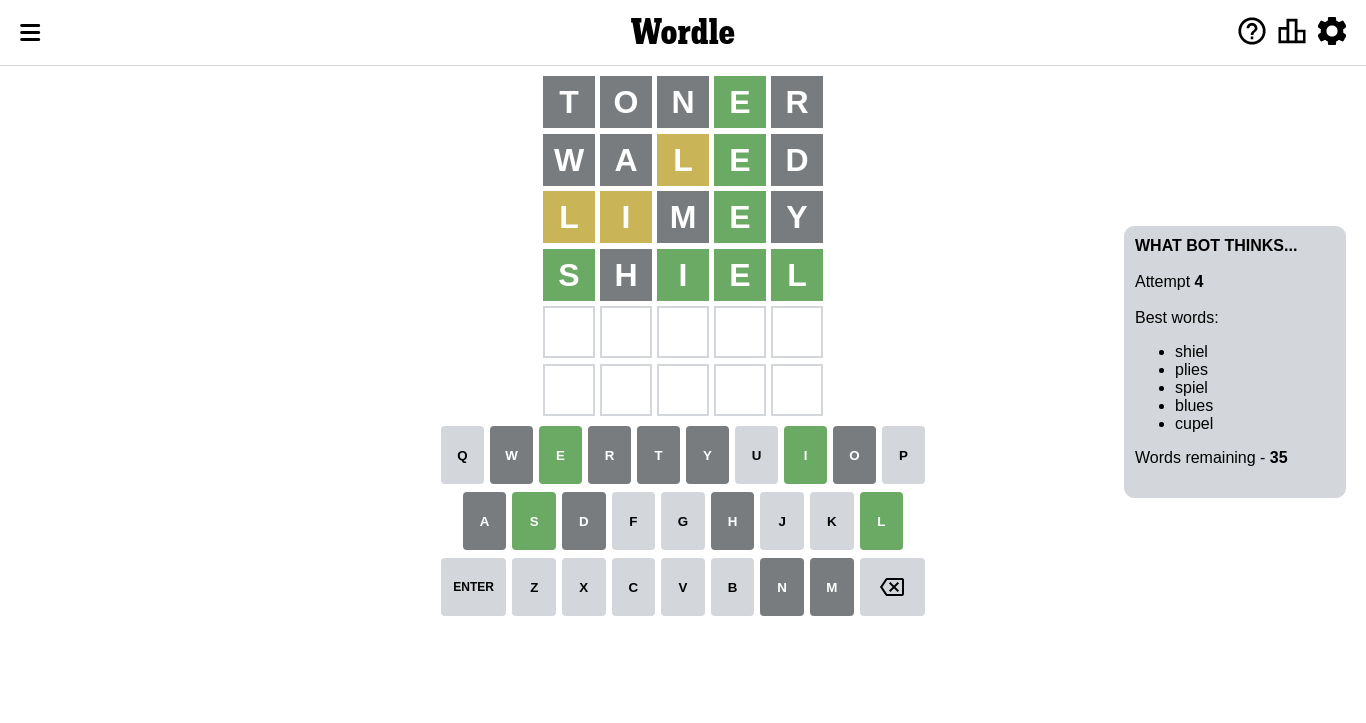 Wordle
T O N E R
W A L E D
L I M E Y
S H I E L
WHAT BOT THINKS...
Attempt 4
Best words:
shiel
plies
spiel
blues
cupel
Words remaining - 35
Q W E R T Y U I O P
A S D F G H J K L
ENTER Z X C V B N M